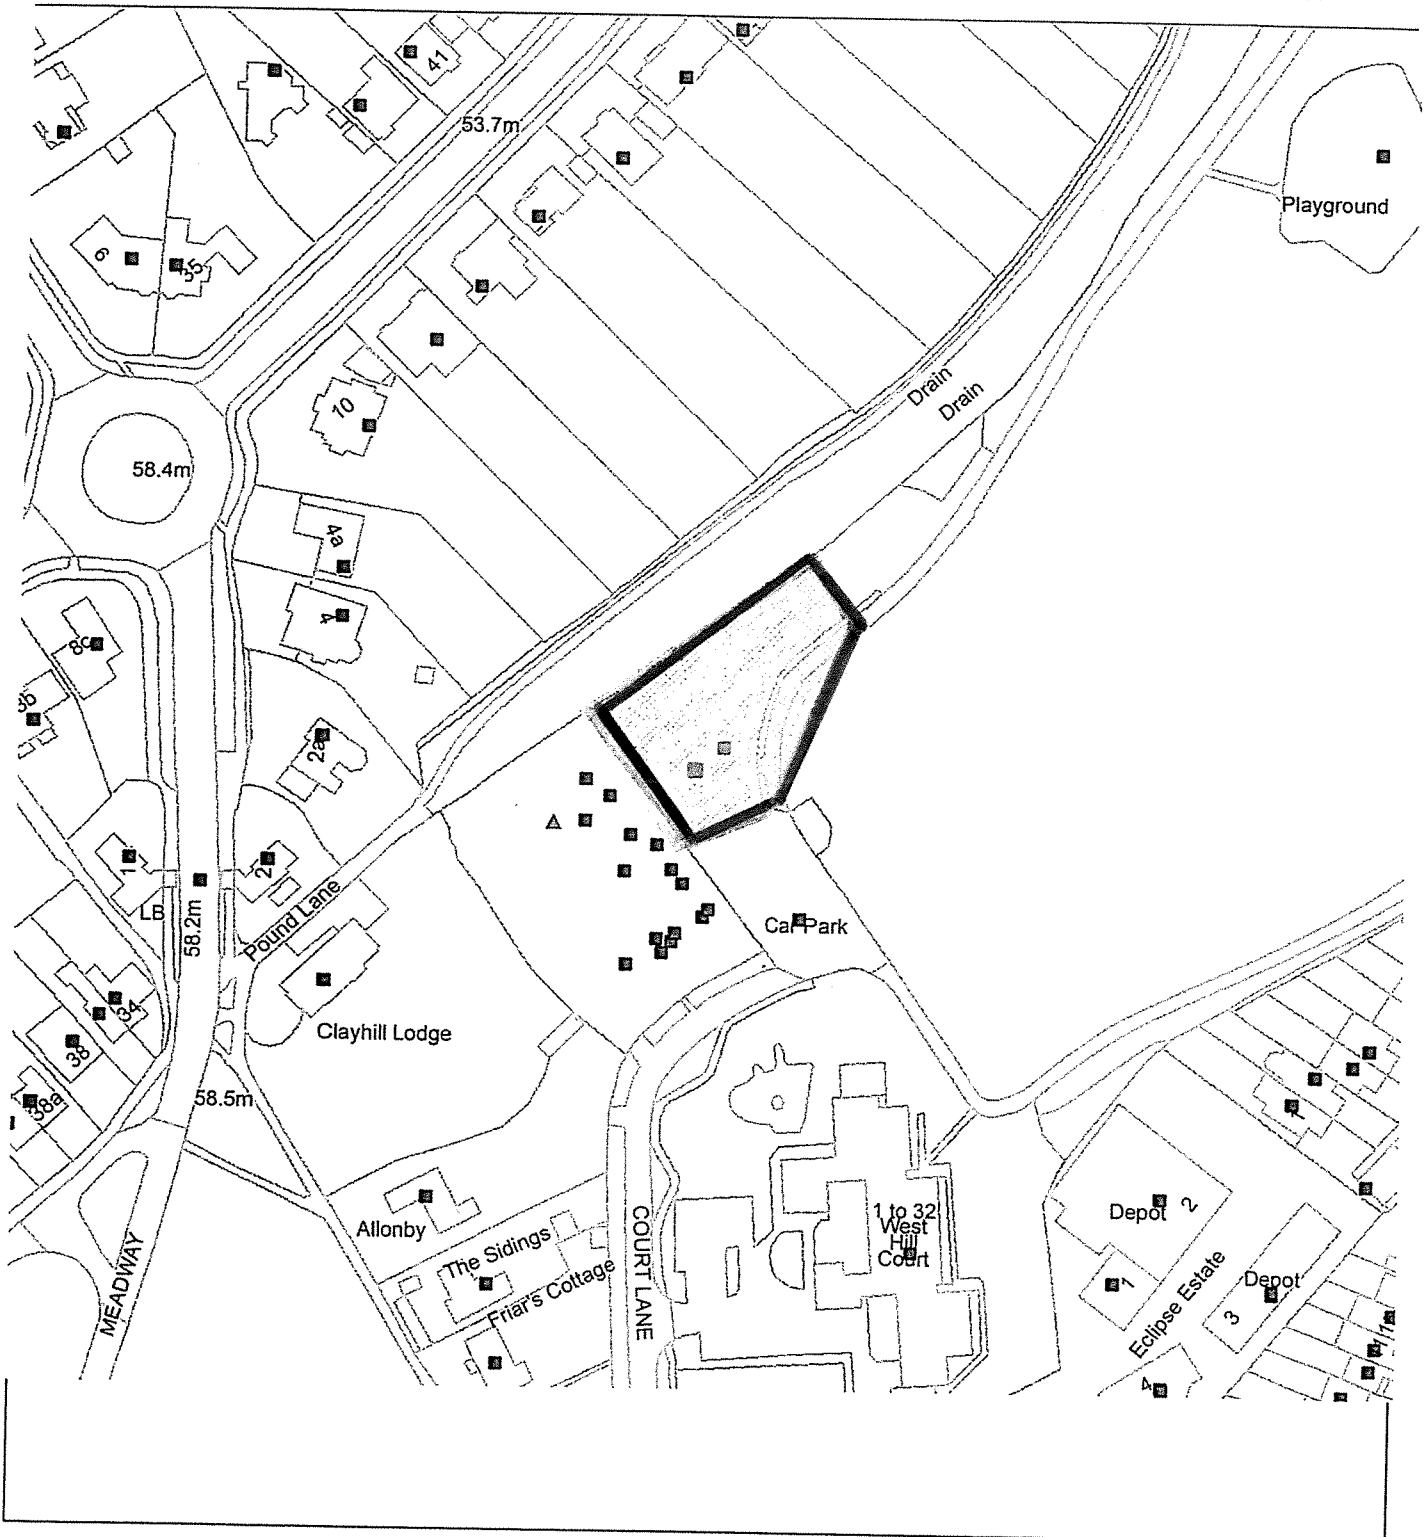 41
53.7m
Playground
6
35
Drain
Drain
10
58.4m
4a
4
8c
2a
1
2
LB
58.2m
Pound Lane
Car Park
34
38
Clayhill Lodge
38a
58.5m
Allonby
The Sidings
Friar's Cottage
COURT LANE
MEADWAY
1 to 32
West
Hill
Court
Depot
2
1
Eclipse Estate
Depot
3
4